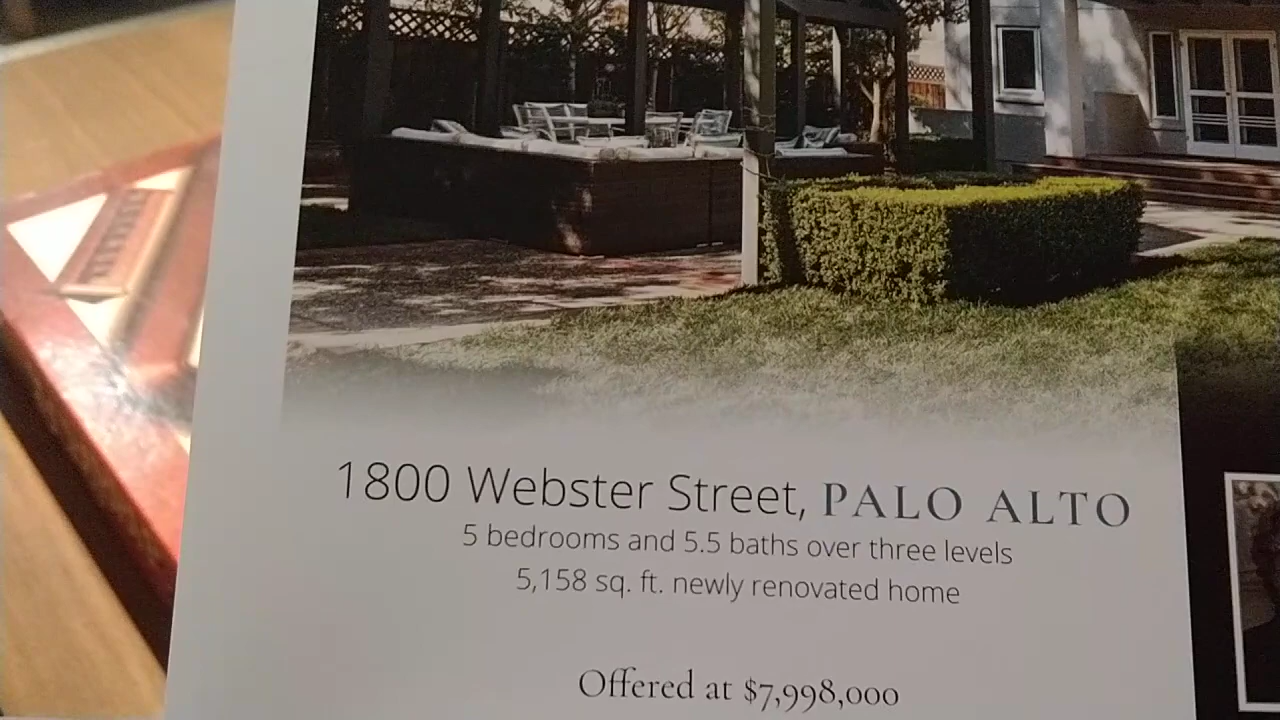 1800 Webster Street, PALO ALTO
5 bedrooms and 5.5 baths over three levels
5,158 sq. ft. newly renovated home
Offered at $7,998,000